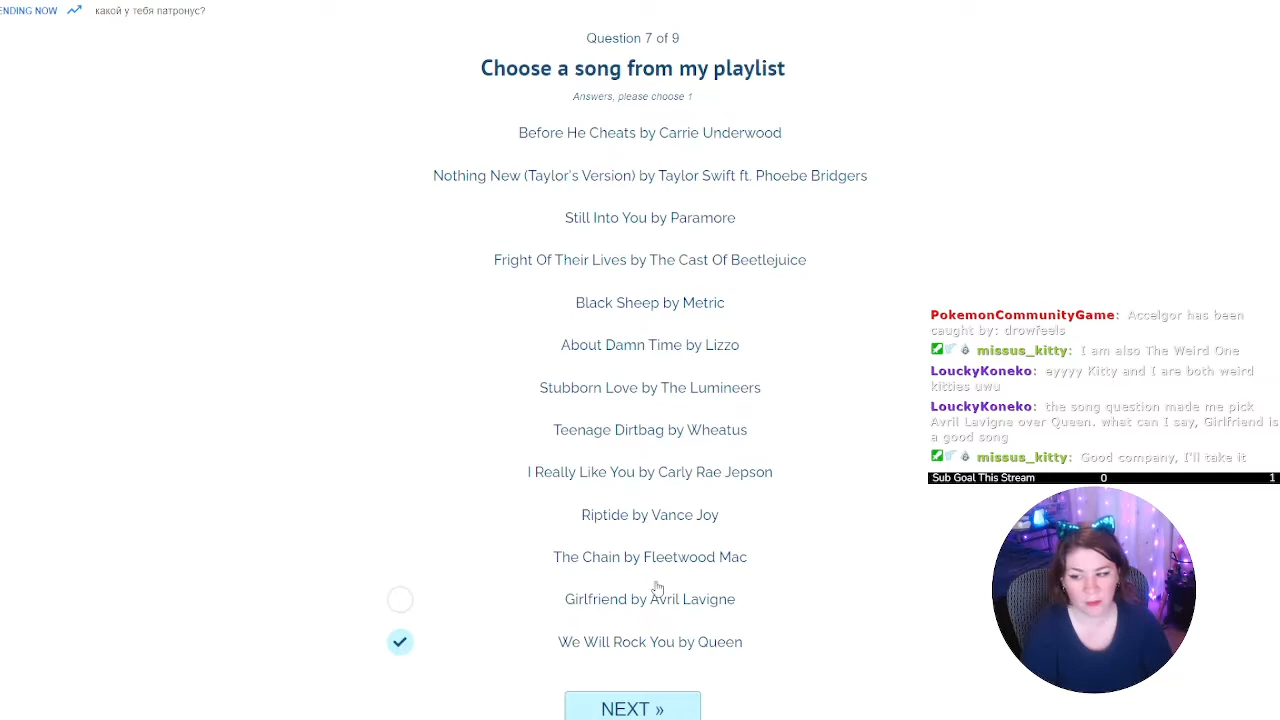 ENDING NOW какой у тебя патронус?
Question 7 of 9
Choose a song from my playlist
Answers, please choose 1
Before He Cheats by Carrie Underwood
Nothing New (Taylor's Version) by Taylor Swift ft. Phoebe Bridgers
Still Into You by Paramore
Fright Of Their Lives by The Cast Of Beetlejuice
Black Sheep by Metric
About Damn Time by Lizzo
Stubborn Love by The Lumineers
Teenage Dirtbag by Wheatus
I Really Like You by Carly Rae Jepson
Riptide by Vance Joy
The Chain by Fleetwood Mac
Girlfriend by Avril Lavigne
We Will Rock You by Queen
NEXT »
PokemonCommunityGame: Accelgor has been
caught by: drowfeels
missus_kitty: I am also The Weird One
LouckyKoneko: eyyyy Kitty and I are both weird
kitties uwu
LouckyKoneko: the song question made me pick
Avril Lavigne over Queen. what can I say, Girlfriend is
a good song
missus_kitty: Good company, I'll take it
Sub Goal This Stream 0 1